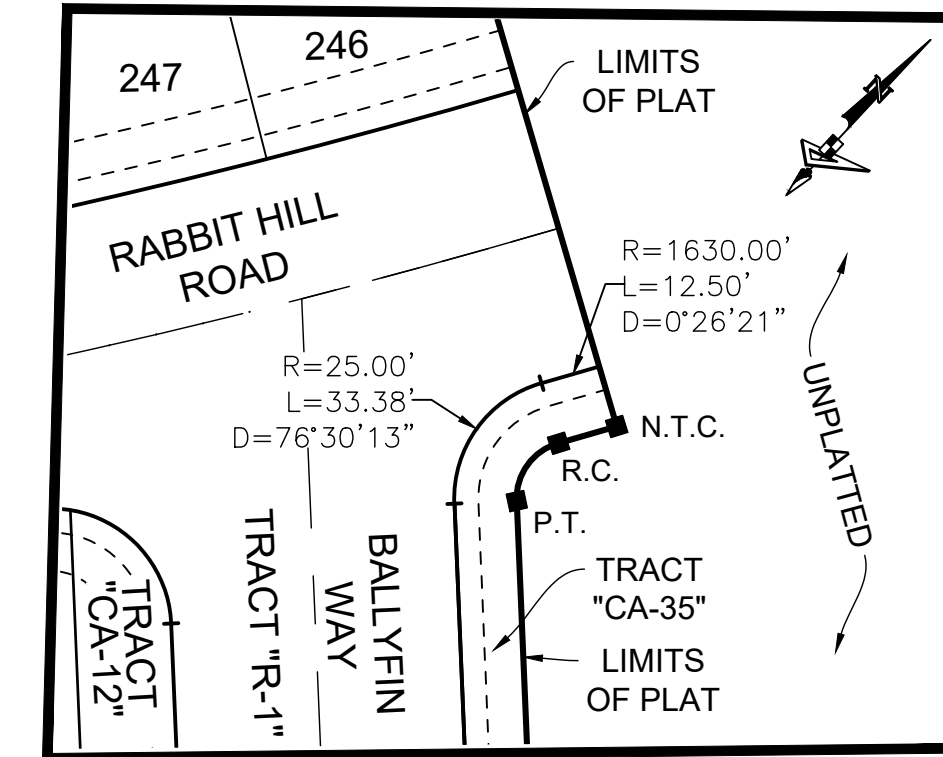 247
246
LIMITS
OF PLAT
N
RABBIT HILL
ROAD
R=1630.00'
L=12.50'
D=0°26'21"
R=25.00'
L=33.38'
D=76°30'13"
UNPLATTED
N.T.C.
R.C.
P.T.
TRACT
"CA-12"
TRACT "R-1"
BALLYFIN
WAY
TRACT
"CA-35"
LIMITS
OF PLAT